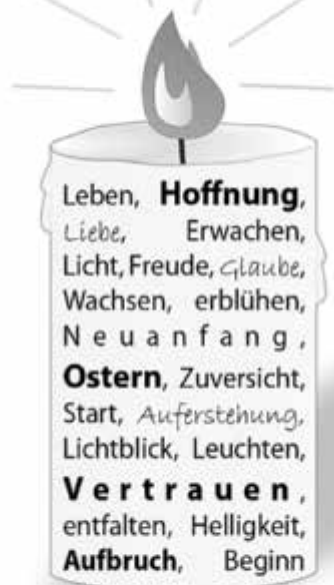 Leben, Hoffnung,
Liebe, Erwachen,
Licht, Freude, Glaube,
Wachsen, erblühen,
Neuanfang,
Ostern, Zuversicht,
Start, Auferstehung,
Lichtblick, Leuchten,
Vertrauen,
entfalten, Helligkeit,
Aufbruch, Beginn